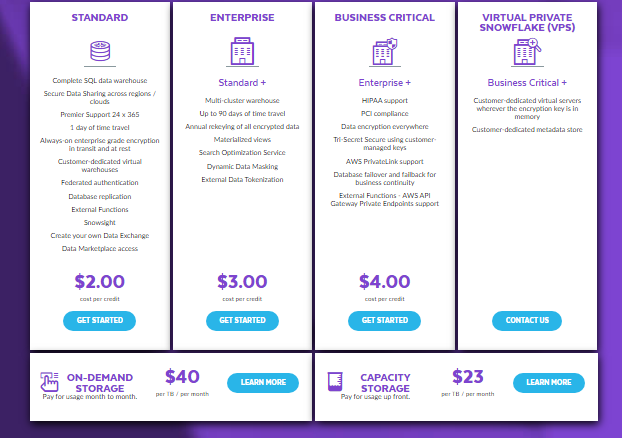 STANDARD
Complete SQL data warehouse
Secure Data Sharing across regions /
clouds
Premier Support 24 x 365
1 day of time travel
Always-on enterprise grade encryption
in transit and at rest
Customer-dedicated virtual
warehouses
Federated authentication
Database replication
External Functions
Snowsight
Create your own Data Exchange
Data Marketplace access
$2.00
cost per credit
GET STARTED
ENTERPRISE
Standard +
Multi-cluster warehouse
Up to 90 days of time travel
Annual rekeying of all encrypted data
Materialized views
Search Optimization Service
Dynamic Data Masking
External Data Tokenization
$3.00
cost per credit
GET STARTED
BUSINESS CRITICAL
Enterprise +
HIPAA support
PCI compliance
Data encryption everywhere
Tri-Secret Secure using customer-
managed keys
AWS PrivateLink support
Database failover and failback for
business continuity
External Functions - AWS API
Gateway Private Endpoints support
$4.00
cost per credit
GET STARTED
VIRTUAL PRIVATE
SNOWFLAKE (VPS)
Business Critical +
Customer-dedicated virtual servers
wherever the encryption key is in
memory
Customer-dedicated metadata store
CONTACT US
ON-DEMAND
STORAGE
Pay for usage month to month.
$40
per TB / per month
LEARN MORE
CAPACITY
STORAGE
Pay for usage up front.
$23
per TB / per month
LEARN MORE